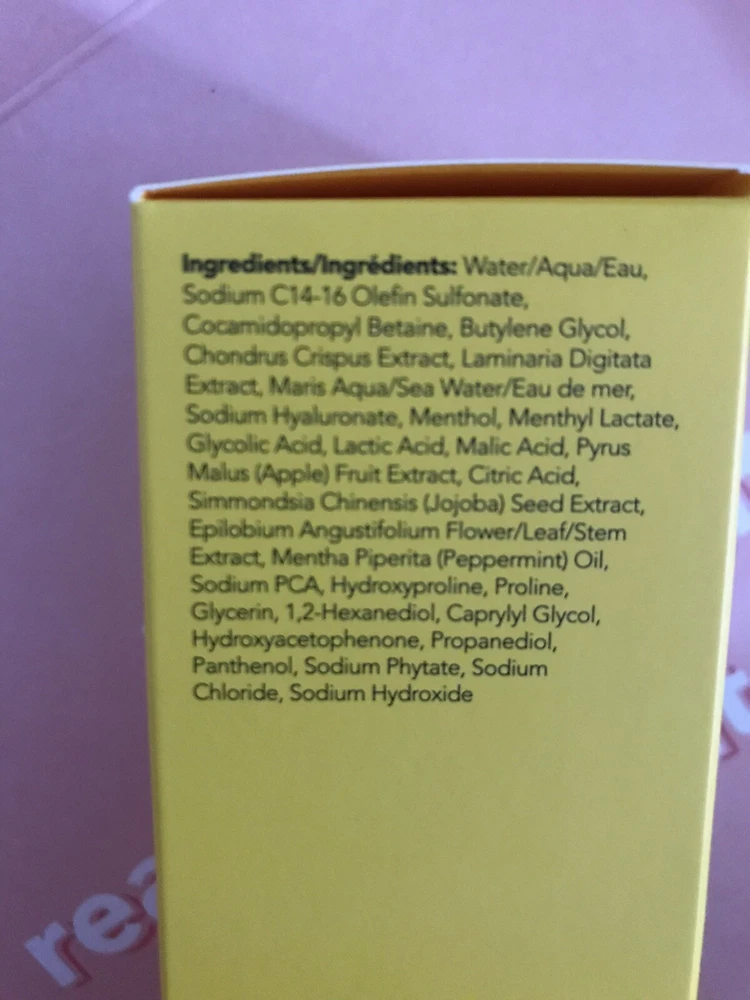 Ingredients/Ingrédients: Water/Aqua/Eau,
Sodium C14-16 Olefin Sulfonate,
Cocamidopropyl Betaine, Butylene Glycol,
Chondrus Crispus Extract, Laminaria Digitata
Extract, Maris Aqua/Sea Water/Eau de mer,
Sodium Hyaluronate, Menthol, Menthyl Lactate,
Glycolic Acid, Lactic Acid, Malic Acid, Pyrus
Malus (Apple) Fruit Extract, Citric Acid,
Simmondsia Chinensis (Jojoba) Seed Extract,
Epilobium Angustifolium Flower/Leaf/Stem
Extract, Mentha Piperita (Peppermint) Oil,
Sodium PCA, Hydroxyproline, Proline,
Glycerin, 1,2-Hexanediol, Caprylyl Glycol,
Hydroxyacetophenone, Propanediol,
Panthenol, Sodium Phytate, Sodium
Chloride, Sodium Hydroxide